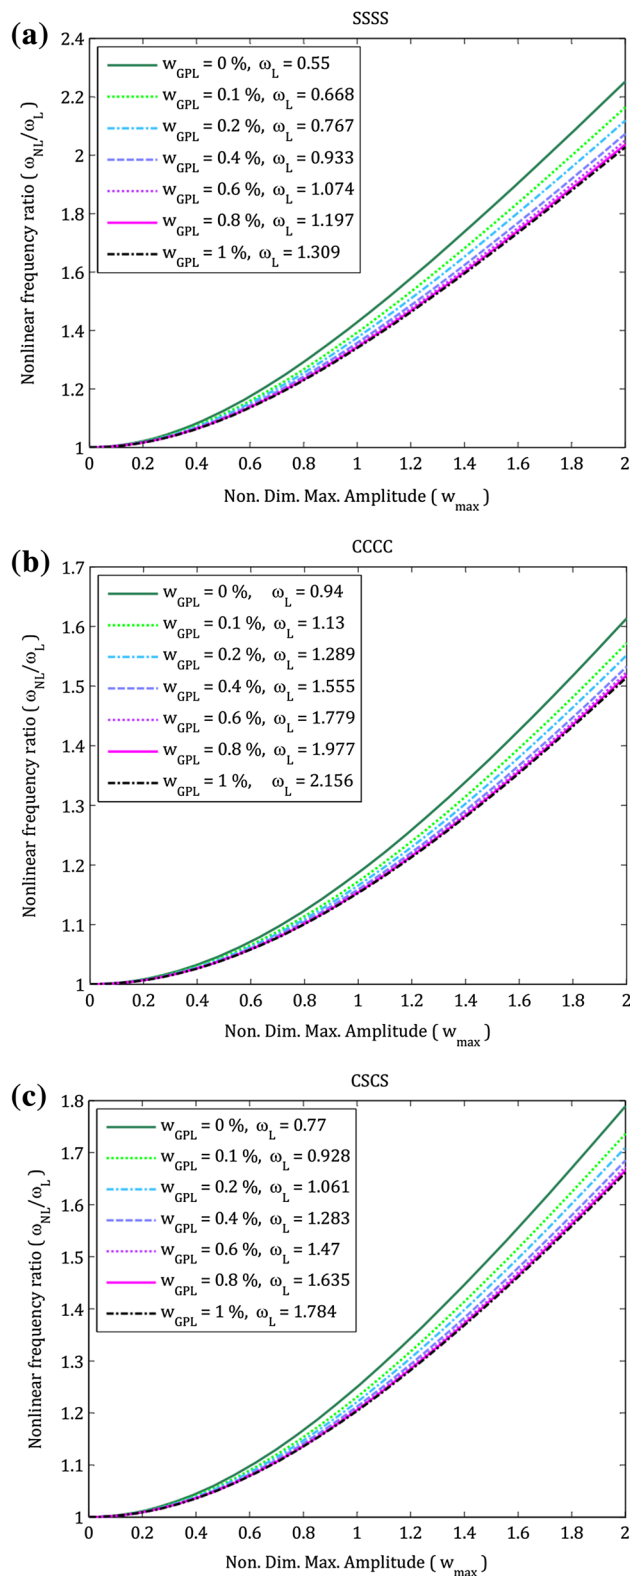 (a)
SSSS
2.4
2.2
2
1.8
1.6
1.4
1.2
1
Nonlinear frequency ratio ( ω_NL/ω_L )
w_GPL = 0 %, ω_L = 0.55
w_GPL = 0.1 %, ω_L = 0.668
w_GPL = 0.2 %, ω_L = 0.767
w_GPL = 0.4 %, ω_L = 0.933
w_GPL = 0.6 %, ω_L = 1.074
w_GPL = 0.8 %, ω_L = 1.197
w_GPL = 1 %, ω_L = 1.309
0 0.2 0.4 0.6 0.8 1 1.2 1.4 1.6 1.8 2
Non. Dim. Max. Amplitude ( w_max )
(b)
CCCC
1.7
1.6
1.5
1.4
1.3
1.2
1.1
1
Nonlinear frequency ratio ( ω_NL/ω_L )
w_GPL = 0 %, ω_L = 0.94
w_GPL = 0.1 %, ω_L = 1.13
w_GPL = 0.2 %, ω_L = 1.289
w_GPL = 0.4 %, ω_L = 1.555
w_GPL = 0.6 %, ω_L = 1.779
w_GPL = 0.8 %, ω_L = 1.977
w_GPL = 1 %, ω_L = 2.156
0 0.2 0.4 0.6 0.8 1 1.2 1.4 1.6 1.8 2
Non. Dim. Max. Amplitude ( w_max )
(c)
CSCS
1.8
1.7
1.6
1.5
1.4
1.3
1.2
1.1
1
Nonlinear frequency ratio ( ω_NL/ω_L )
w_GPL = 0 %, ω_L = 0.77
w_GPL = 0.1 %, ω_L = 0.928
w_GPL = 0.2 %, ω_L = 1.061
w_GPL = 0.4 %, ω_L = 1.283
w_GPL = 0.6 %, ω_L = 1.47
w_GPL = 0.8 %, ω_L = 1.635
w_GPL = 1 %, ω_L = 1.784
0 0.2 0.4 0.6 0.8 1 1.2 1.4 1.6 1.8 2
Non. Dim. Max. Amplitude ( w_max )